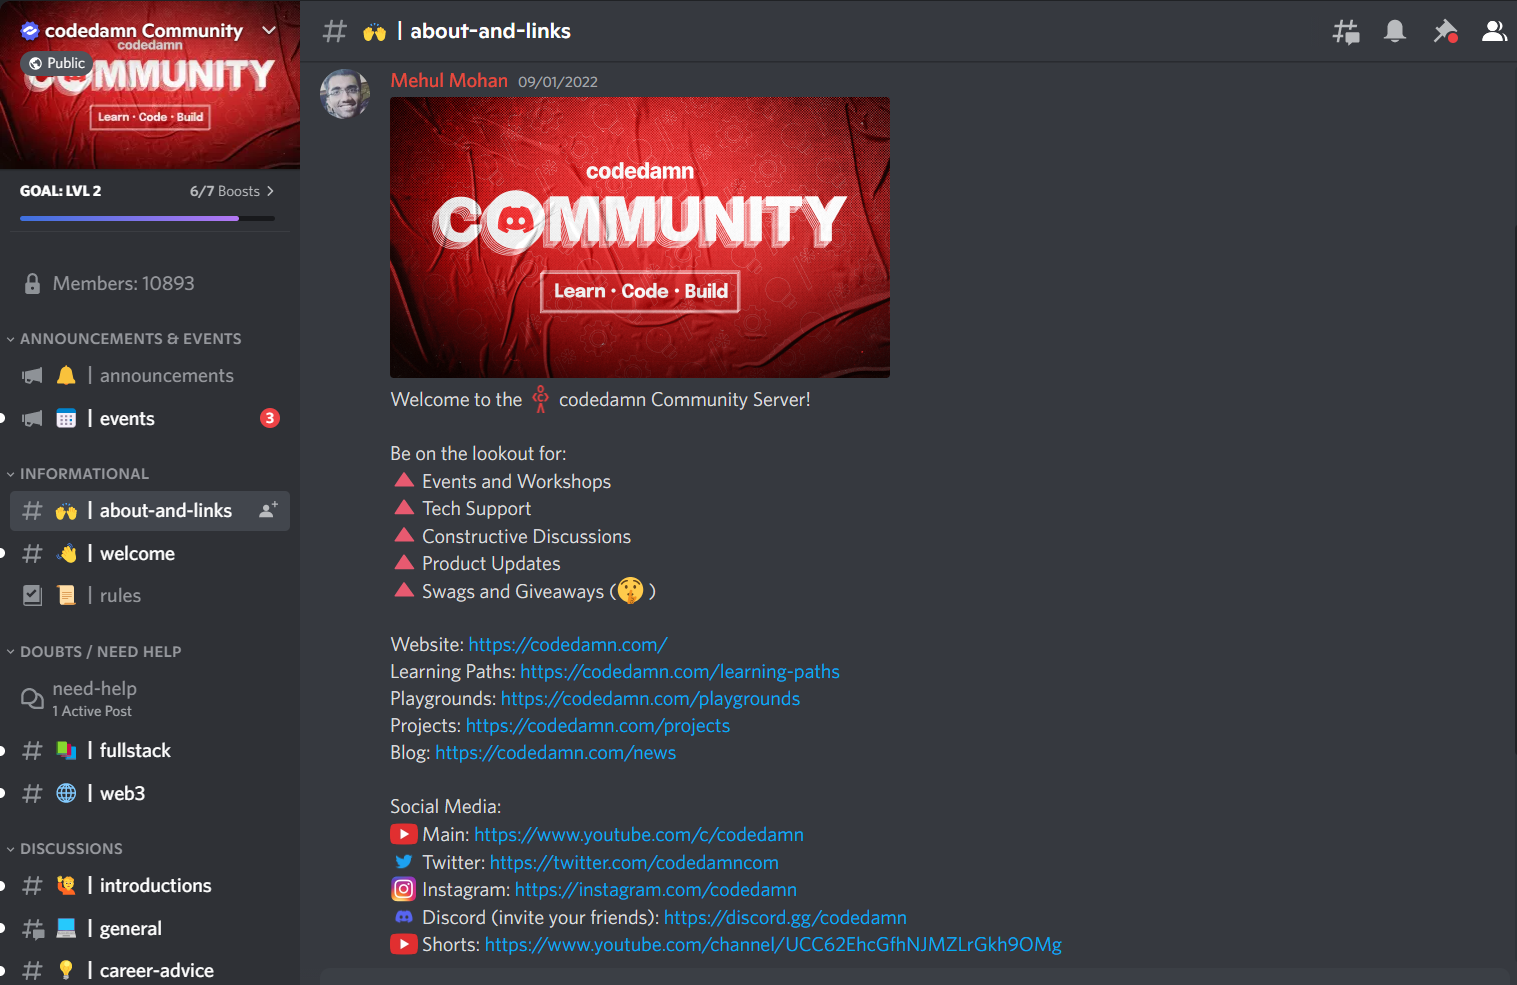 codedamn Community
codedamn
Public
COMMUNITY
Learn · Code · Build
GOAL: LVL 2
6/7 Boosts
Members: 10893
ANNOUNCEMENTS & EVENTS
| announcements
| events
3
INFORMATIONAL
| about-and-links
| welcome
| rules
DOUBTS / NEED HELP
need-help
1 Active Post
| fullstack
| web3
DISCUSSIONS
| introductions
| general
| career-advice
| about-and-links
Mehul Mohan 09/01/2022
codedamn
COMMUNITY
Learn · Code · Build
Welcome to the codedamn Community Server!
Be on the lookout for:
Events and Workshops
Tech Support
Constructive Discussions
Product Updates
Swags and Giveaways (🤫)
Website: https://codedamn.com/
Learning Paths: https://codedamn.com/learning-paths
Playgrounds: https://codedamn.com/playgrounds
Projects: https://codedamn.com/projects
Blog: https://codedamn.com/news
Social Media:
Main: https://www.youtube.com/c/codedamn
Twitter: https://twitter.com/codedamncom
Instagram: https://instagram.com/codedamn
Discord (invite your friends): https://discord.gg/codedamn
Shorts: https://www.youtube.com/channel/UCC62EhcGfhNJMZLrGkh9OMg